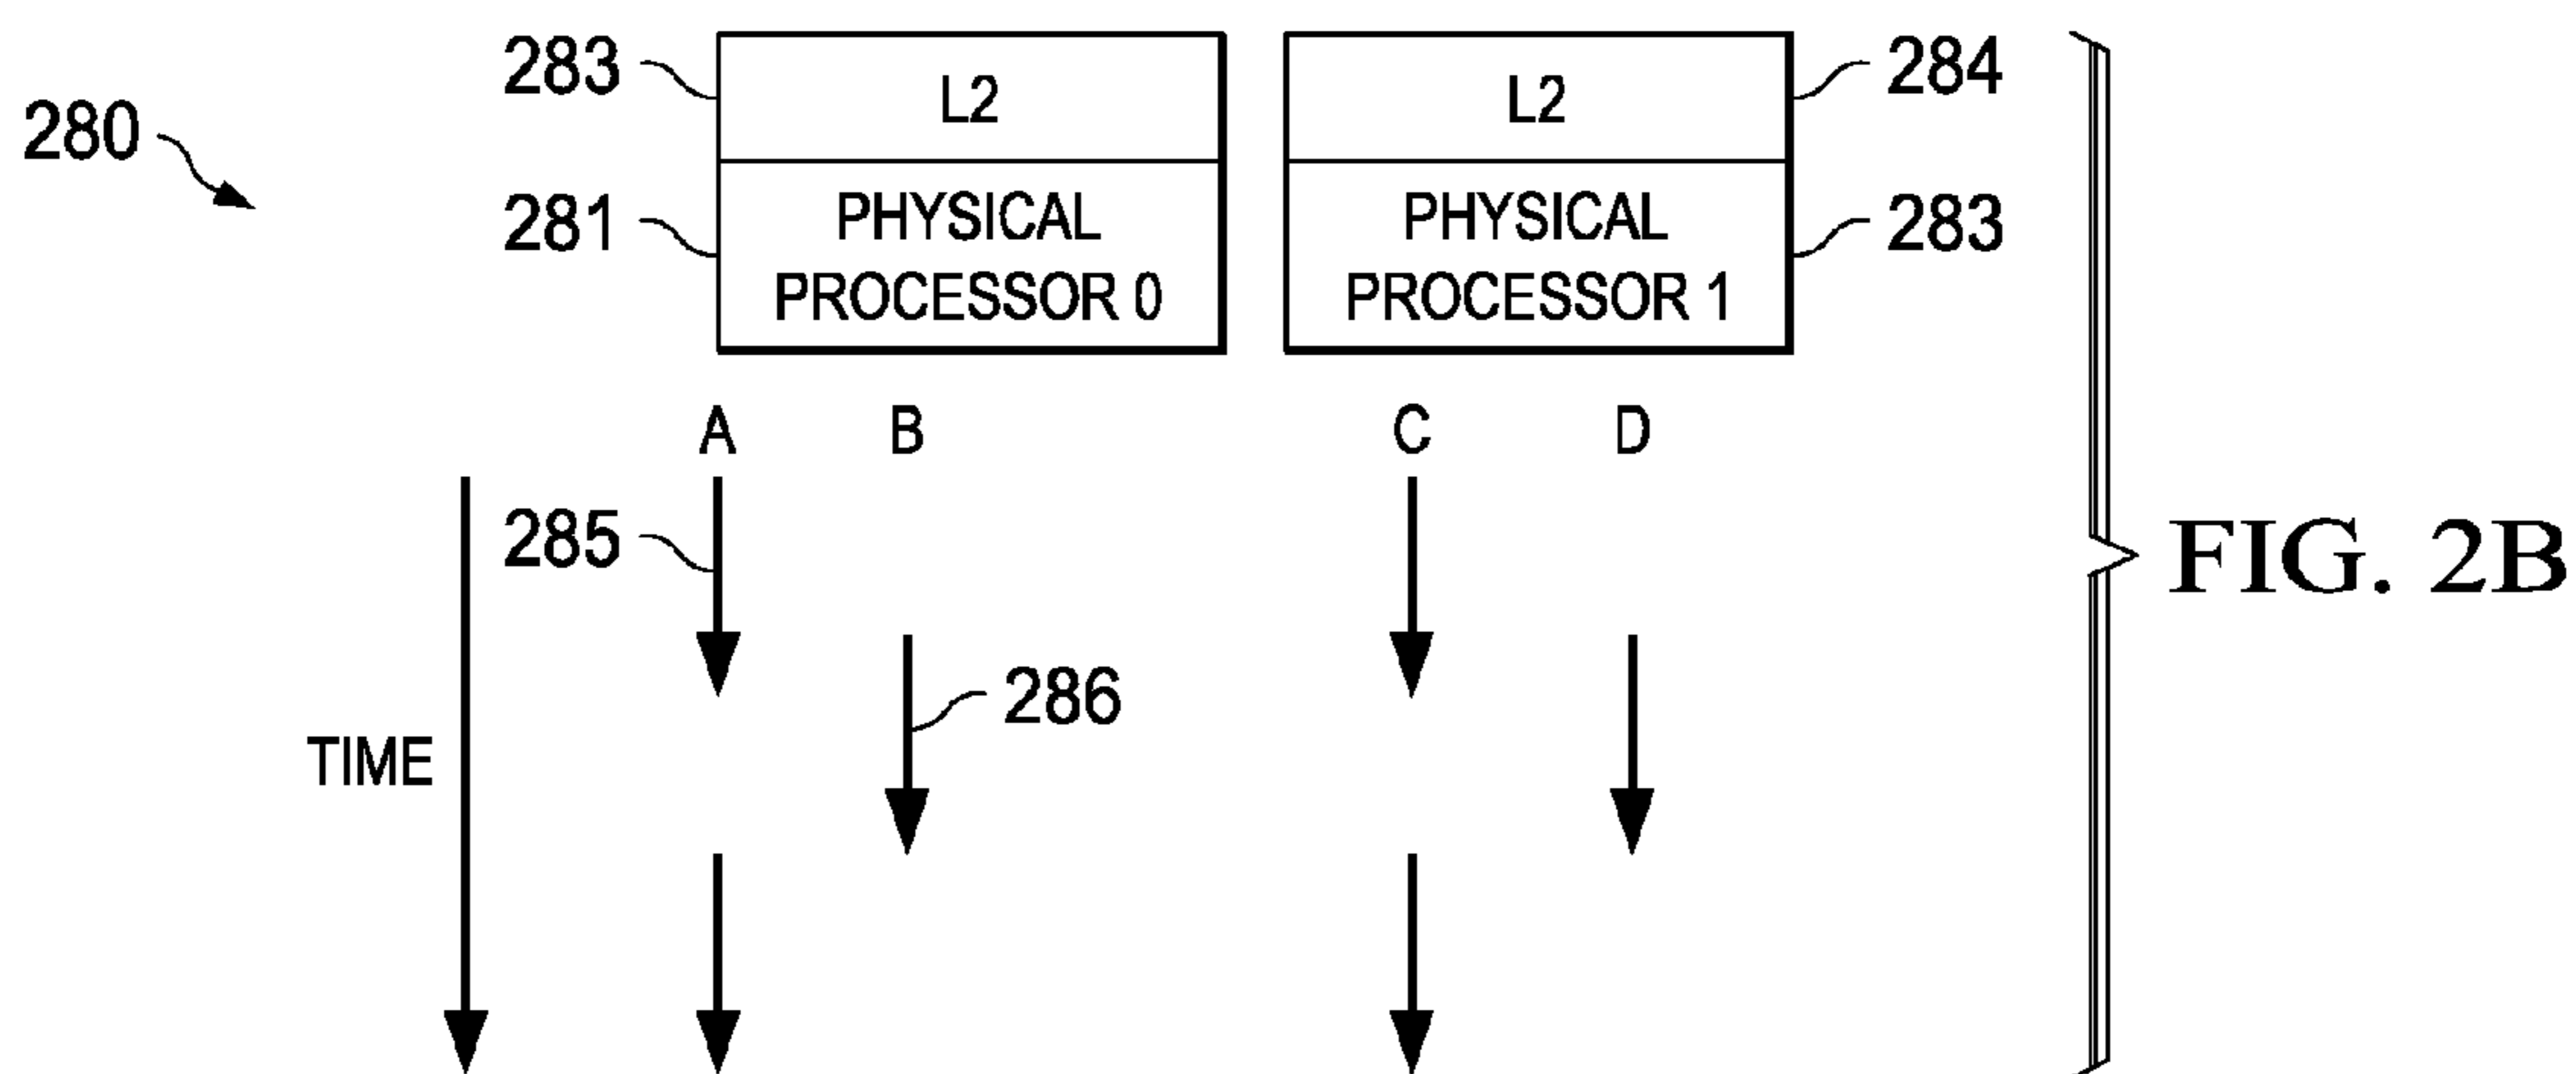 283
L2
L2
284
280
281
PHYSICAL
PROCESSOR 0
PHYSICAL
PROCESSOR 1
283
A
B
C
D
285
FIG. 2B
286
TIME